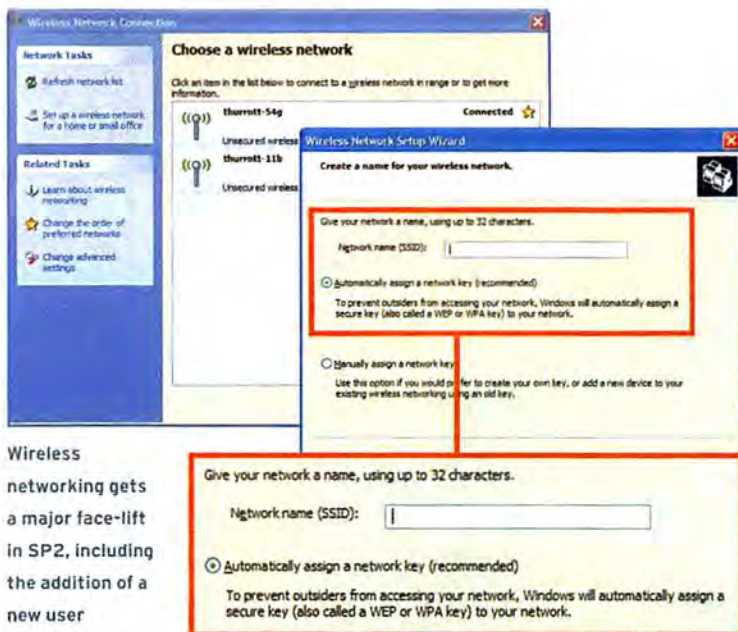 Wireless Network Connection
Network Tasks
Refresh network list
Set up a wireless network
for a home or small office
Related Tasks
Learn about wireless
networking
Change the order of
preferred networks
Change advanced
settings
Choose a wireless network
Click an item in the list below to connect to a wireless network in range or to get more
information.
thurrott-54g
Connected
Unsecured wireless
thurrott-11b
Unsecured wireless
Wireless Network Setup Wizard
Create a name for your wireless network.
Give your network a name, using up to 32 characters.
Network name (SSID):
Automatically assign a network key (recommended)
To prevent outsiders from accessing your network, Windows will automatically assign a
secure key (also called a WEP or WPA key) to your network.
Manually assign a network key
Use this option if you would prefer to create your own key, or add a new device to your
existing wireless networking using an old key.
Give your network a name, using up to 32 characters.
Network name (SSID):
Automatically assign a network key (recommended)
To prevent outsiders from accessing your network, Windows will automatically assign a
secure key (also called a WEP or WPA key) to your network.
Wireless
networking gets
a major face-lift
in SP2, including
the addition of a
new user